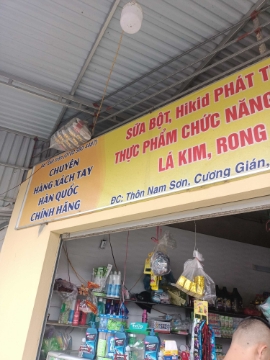 CHUYÊN
HÀNG XÁCH TAY
HÀN QUỐC
CHÍNH HÃNG
SỮA BỘT, Hikid PHÁT T
THỰC PHẨM CHỨC NĂNG
LÁ KIM, RONG
ĐC: Thôn Nam Sơn, Cương Gián,